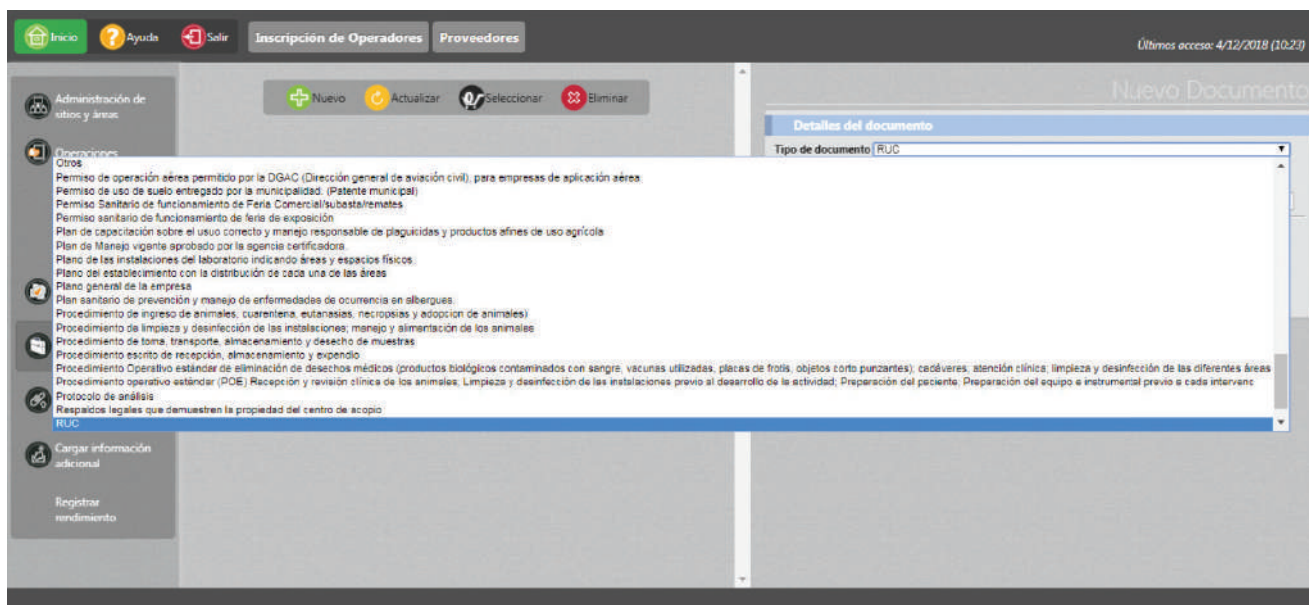 Inicio
Ayuda
Salir
Inscripción de Operadores
Proveedores
Últimos acceso: 4/12/2018 (10:23)
Administración de
sitios y áreas
Operaciones
Nuevo
Actualizar
Seleccionar
Eliminar
Nuevo Documento
Detalles del documento
Tipo de documento RUC
Otros
Permiso de operación aérea permitido por la DGAC (Dirección general de aviación civil), para empresas de aplicación aérea.
Permiso de uso de suelo entregado por la municipalidad. (Patente municipal)
Permiso Sanitario de funcionamiento de Feria Comercial/subasta/remates
Permiso sanitario de funcionamiento de feria de exposición
Plan de capacitación sobre el usuo correcto y manejo responsable de plaguicidas y productos afines de uso agrícola
Plan de Manejo vigente aprobado por la agencia certificadora.
Plano de las instalaciones del laboratorio indicando áreas y espacios físicos.
Plano del establecimiento con la distribución de cada una de las áreas
Plano general de la empresa
Plan sanitario de prevención y manejo de enfermedades de ocurrencia en albergues.
Procedimiento de ingreso de animales, cuarentena, eutanasias, necropsias y adopcion de animales)
Procedimiento de limpieza y desinfección de las instalaciones; manejo y alimentación de los animales
Procedimiento de toma, transporte, almacenamiento y desecho de muestras
Procedimiento escrito de recepción, almacenamiento y expendio
Procedimiento Operativo estándar de eliminación de desechos médicos (productos biológicos contaminados con sangre, vacunas utilizadas, placas de frotis, objetos corto punzantes); cadáveres; atención clínica; limpieza y desinfección de las diferentes áreas
Procedimiento operativo estándar (POE) Recepción y revisión clínica de los animales; Limpieza y desinfección de las instalaciones previo al desarrollo de la actividad; Preparación del paciente; Preparación del equipo e instrumental previo a cada intervenc
Protocolo de análisis
Respaldos legales que demuestren la propiedad del centro de acopio
RUC
Cargar información
adicional
Registrar
rendimiento